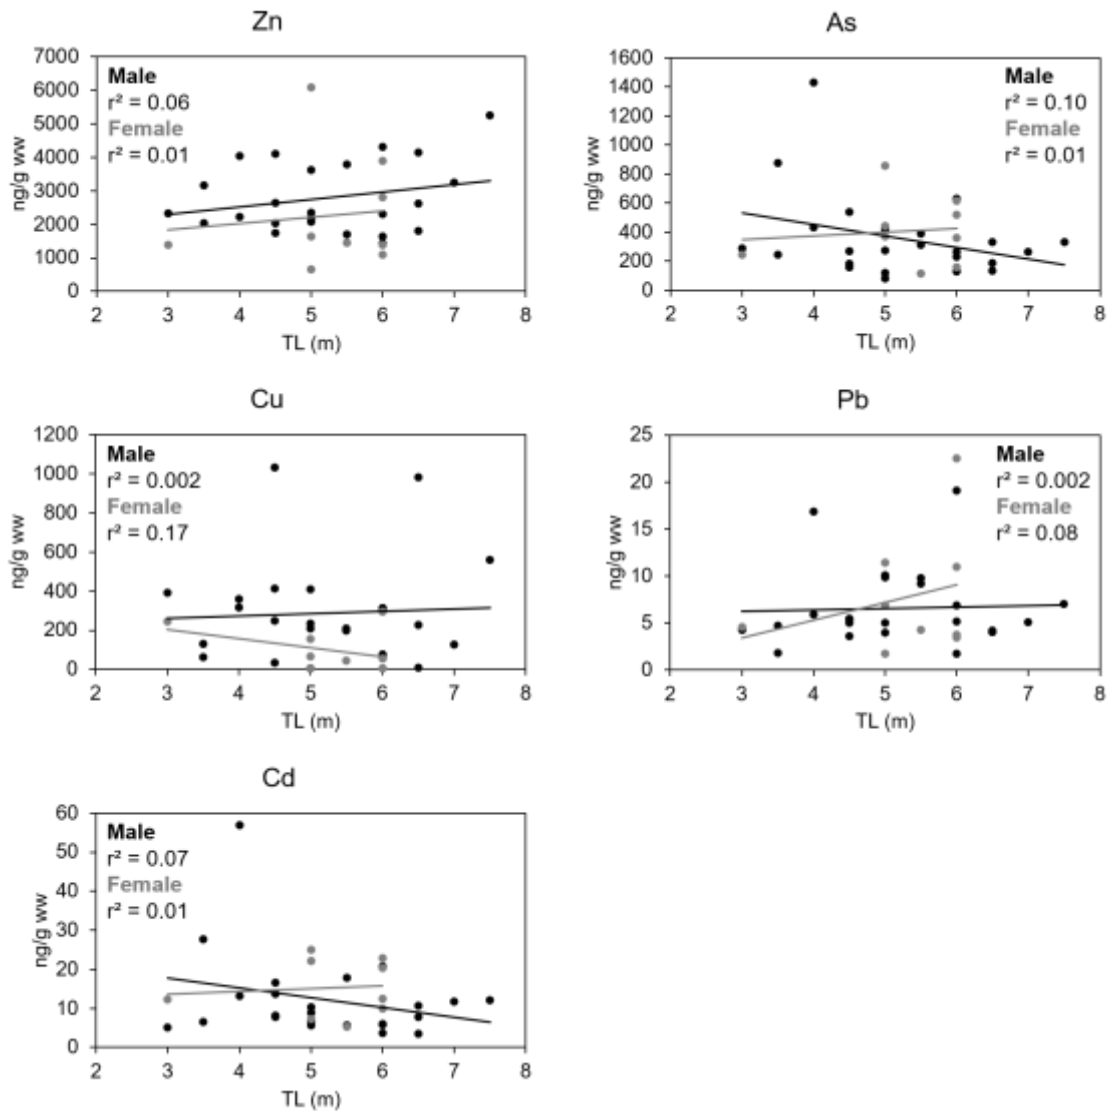 Zn
7000
6000
5000
4000
3000
2000
1000
0
ng/g ww
Male
r² = 0.06
Female
r² = 0.01
2 3 4 5 6 7 8
TL (m)
As
1600
1400
1200
1000
800
600
400
200
0
ng/g ww
Male
r² = 0.10
Female
r² = 0.01
2 3 4 5 6 7 8
TL (m)
Cu
1200
1000
800
600
400
200
0
ng/g ww
Male
r² = 0.002
Female
r² = 0.17
2 3 4 5 6 7 8
TL (m)
Pb
25
20
15
10
5
0
ng/g ww
Male
r² = 0.002
Female
r² = 0.08
2 3 4 5 6 7 8
TL (m)
Cd
60
50
40
30
20
10
0
ng/g ww
Male
r² = 0.07
Female
r² = 0.01
2 3 4 5 6 7 8
TL (m)